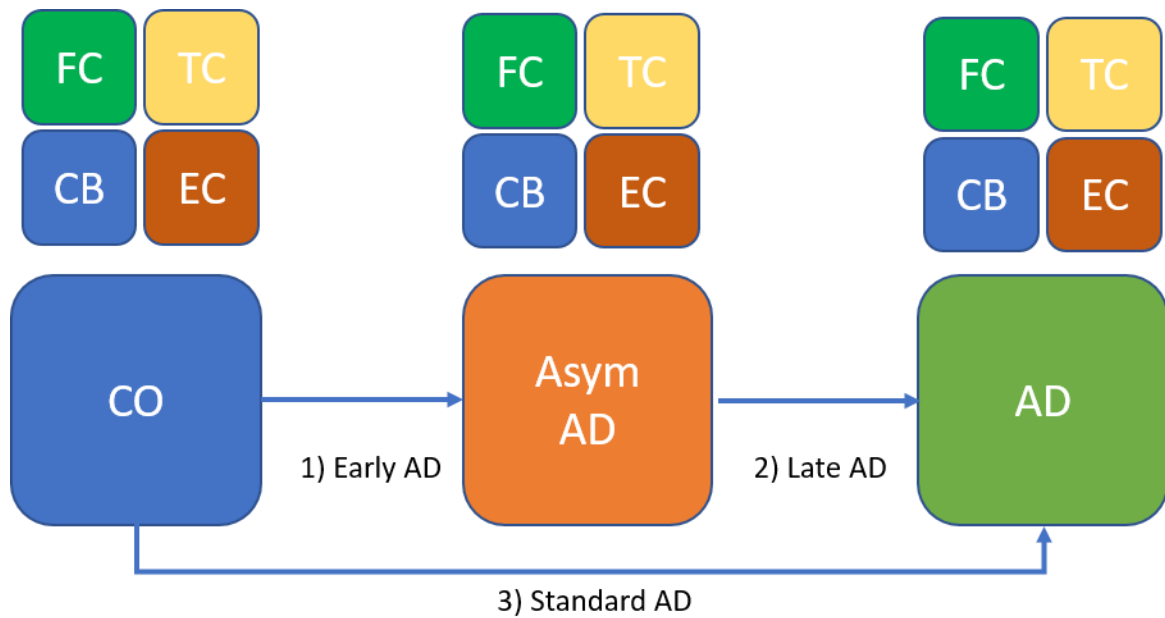 FC TC FC TC FC TC
CB EC CB EC CB EC
CO
Asym
AD
AD
1) Early AD
2) Late AD
3) Standard AD